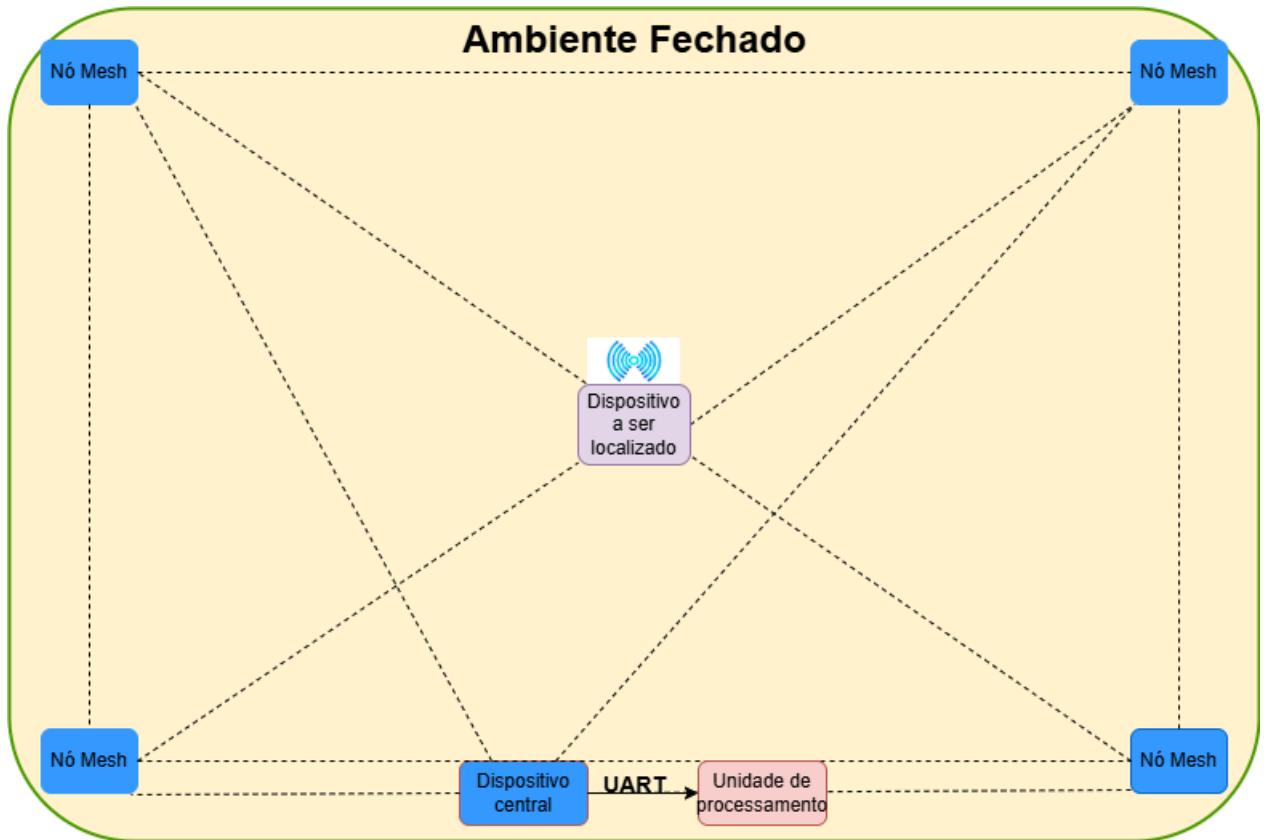 Ambiente Fechado
Nó Mesh
Nó Mesh
Dispositivo
a ser
localizado
Nó Mesh
Nó Mesh
Dispositivo
central
UART
Unidade de
processamento